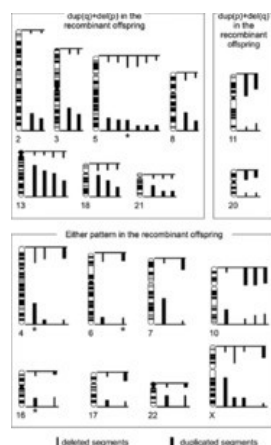 dup(q)+del(p) in the
recombinant offspring
dup(p)+del(q)
in the
recombinant
offspring
2 3 5 * 8 11
13 18 21 20
Either pattern in the recombinant offspring
4 * 6 * 7 10
16 * 17 22 X
deleted segments duplicated segments